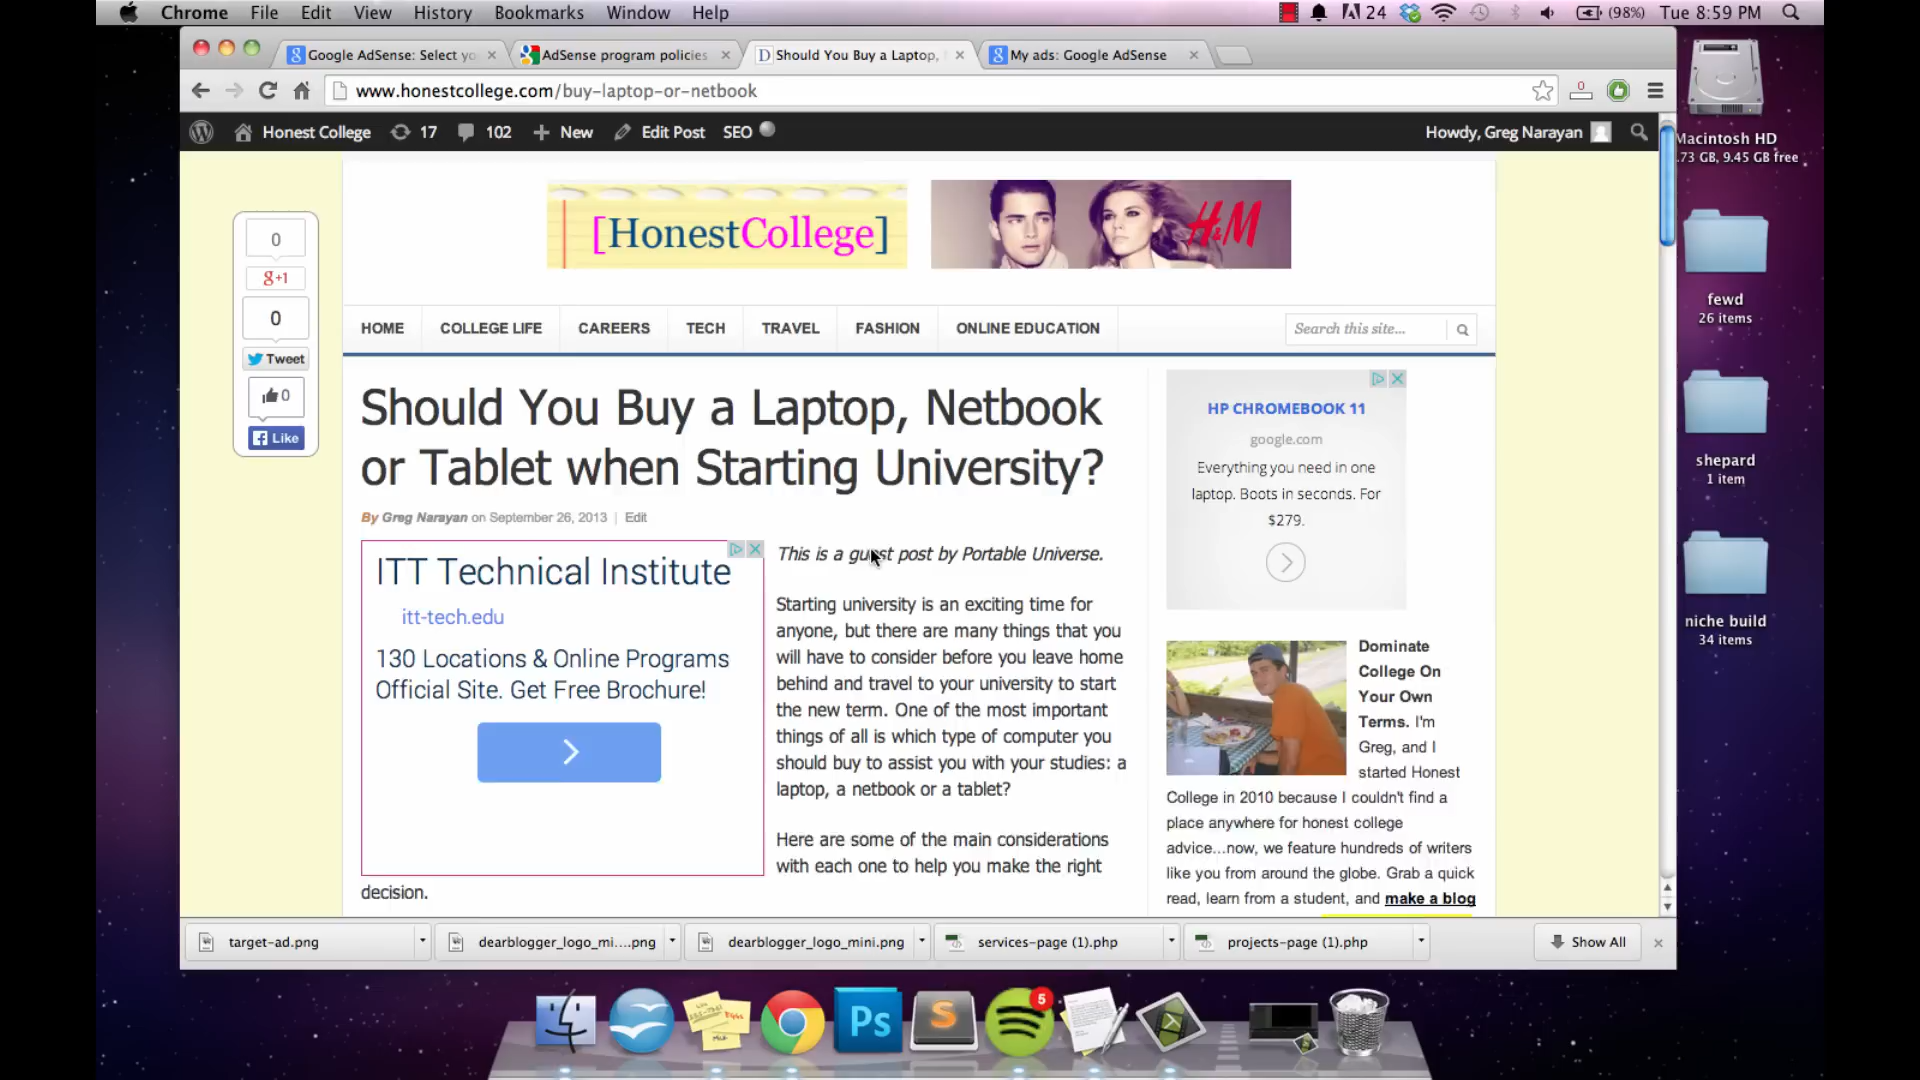 Chrome File Edit View History Bookmarks Window Help 24 (98%) Tue 8:59 PM
Google AdSense: Select yo
AdSense program policies
Should You Buy a Laptop,
My ads: Google AdSense
www.honestcollege.com/buy-laptop-or-netbook
0
Honest College 17 102 New Edit Post SEO Howdy, Greg Narayan
[HonestCollege]
H&M
0
g+1
0
Tweet
0
Like
HOME COLLEGE LIFE CAREERS TECH TRAVEL FASHION ONLINE EDUCATION Search this site...
Should You Buy a Laptop, Netbook
or Tablet when Starting University?
By Greg Narayan on September 26, 2013 | Edit
ITT Technical Institute
itt-tech.edu
130 Locations & Online Programs
Official Site. Get Free Brochure!
This is a guest post by Portable Universe.
Starting university is an exciting time for
anyone, but there are many things that you
will have to consider before you leave home
behind and travel to your university to start
the new term. One of the most important
things of all is which type of computer you
should buy to assist you with your studies: a
laptop, a netbook or a tablet?
Here are some of the main considerations
with each one to help you make the right
decision.
HP CHROMEBOOK 11
google.com
Everything you need in one
laptop. Boots in seconds. For
$279.
Dominate
College On
Your Own
Terms. I'm
Greg, and I
started Honest
College in 2010 because I couldn't find a
place anywhere for honest college
advice...now, we feature hundreds of writers
like you from around the globe. Grab a quick
read, learn from a student, and make a blog
target-ad.png
dearblogger_logo_mi....png
dearblogger_logo_mini.png
services-page (1).php
projects-page (1).php
Show All
Macintosh HD
.73 GB, 9.45 GB free
fewd
26 items
shepard
1 item
niche build
34 items
Ps
S
5